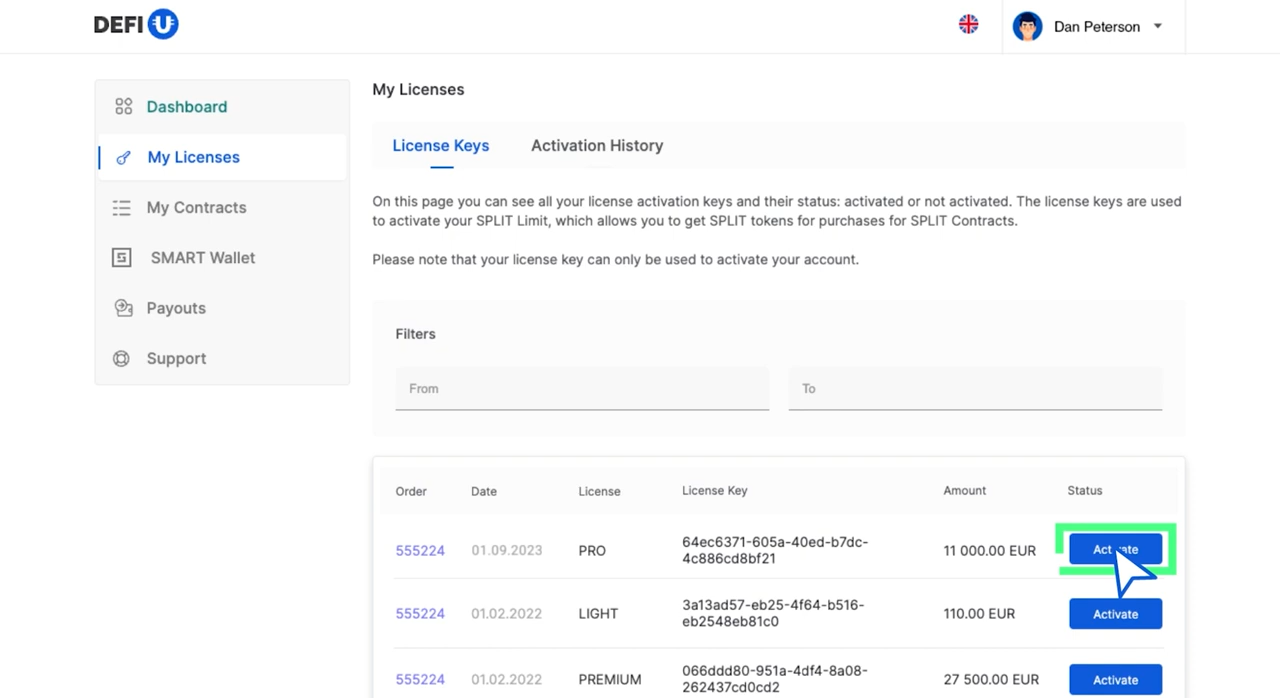 DEFI U
Dan Peterson
Dashboard
My Licenses
My Contracts
SMART Wallet
Payouts
Support
My Licenses
License Keys
Activation History
On this page you can see all your license activation keys and their status: activated or not activated. The license keys are used
to activate your SPLIT Limit, which allows you to get SPLIT tokens for purchases for SPLIT Contracts.
Please note that your license key can only be used to activate your account.
Filters
From
To
Order Date License License Key Amount Status
555224 01.09.2023 PRO 64ec6371-605a-40ed-b7dc-
4c886cd8bf21 11 000.00 EUR Activate
555224 01.02.2022 LIGHT 3a13ad57-eb25-4f64-b516-
eb2548eb81c0 110.00 EUR Activate
555224 01.02.2022 PREMIUM 066ddd80-951a-4df4-8a08-
262437cd0cd2 27 500.00 EUR Activate